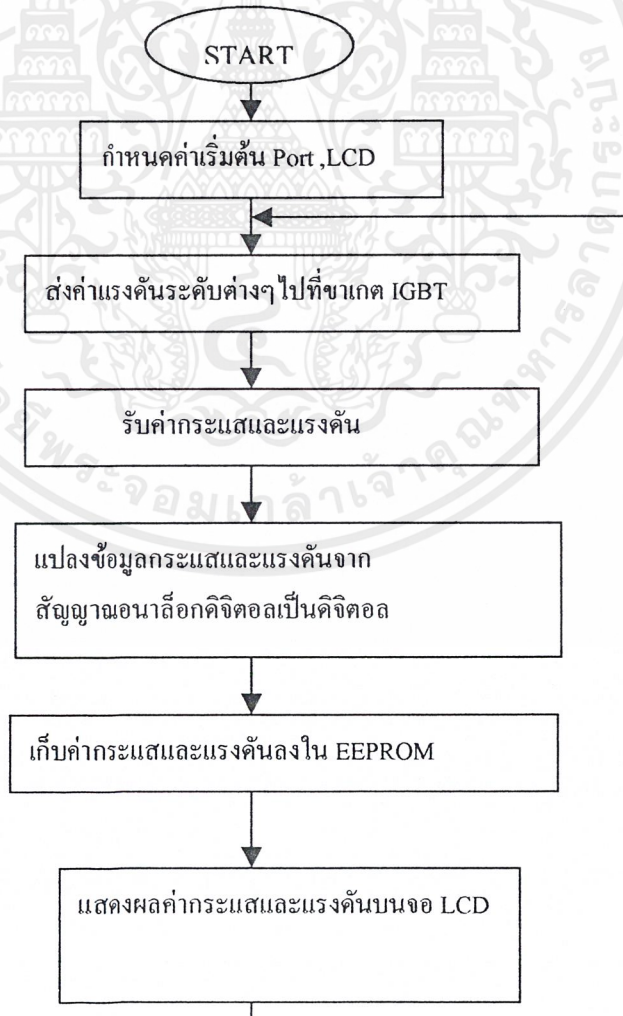 START
กำหนดค่าเริ่มต้น Port ,LCD
ส่งค่าแรงดันระดับต่างๆ ไปที่ขาเกต IGBT
รับค่ากระแสและแรงดัน
แปลงข้อมูลกระแสและแรงดันจาก
สัญญาณอนาล็อกดิจิตอลเป็นดิจิตอล
เก็บค่ากระแสและแรงดันลงใน EEPROM
แสดงผลค่ากระแสและแรงดันบนจอ LCD